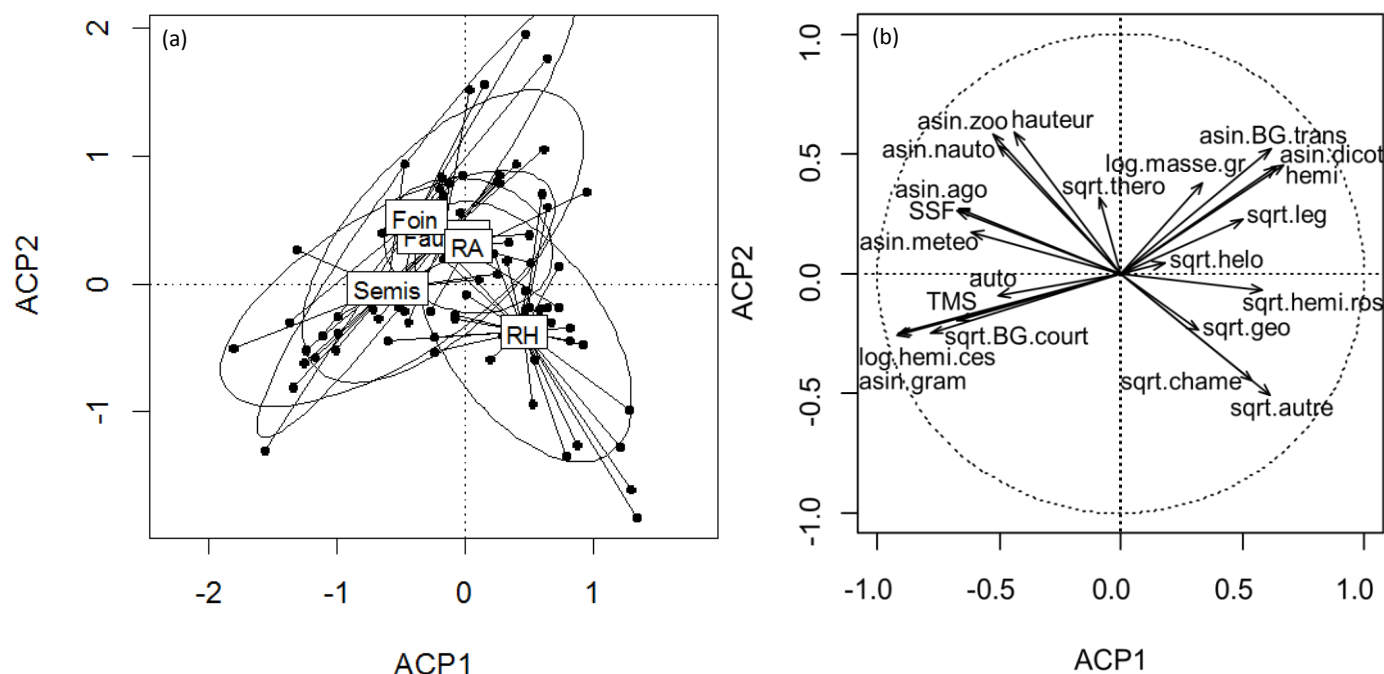 (a)
2
1
0
-1
ACP2
Foin
Fau
RA
Semis
RH
-2
-1
0
1
ACP1
(b)
1.0
0.5
0.0
-0.5
-1.0
ACP2
asin.zoo
hauteur
asin.nauto
asin.BG.trans
asin.dicot
log.masse.gr
hemi
sqrt.thero
asin.ago
SSF
sqrt.leg
asin.meteo
sqrt.helo
auto
TMS
sqrt.hemi.ros
sqrt.BG.court
sqrt.geo
log.hemi.ces
asin.gram
sqrt.chame
sqrt.autre
-1.0
-0.5
0.0
0.5
1.0
ACP1